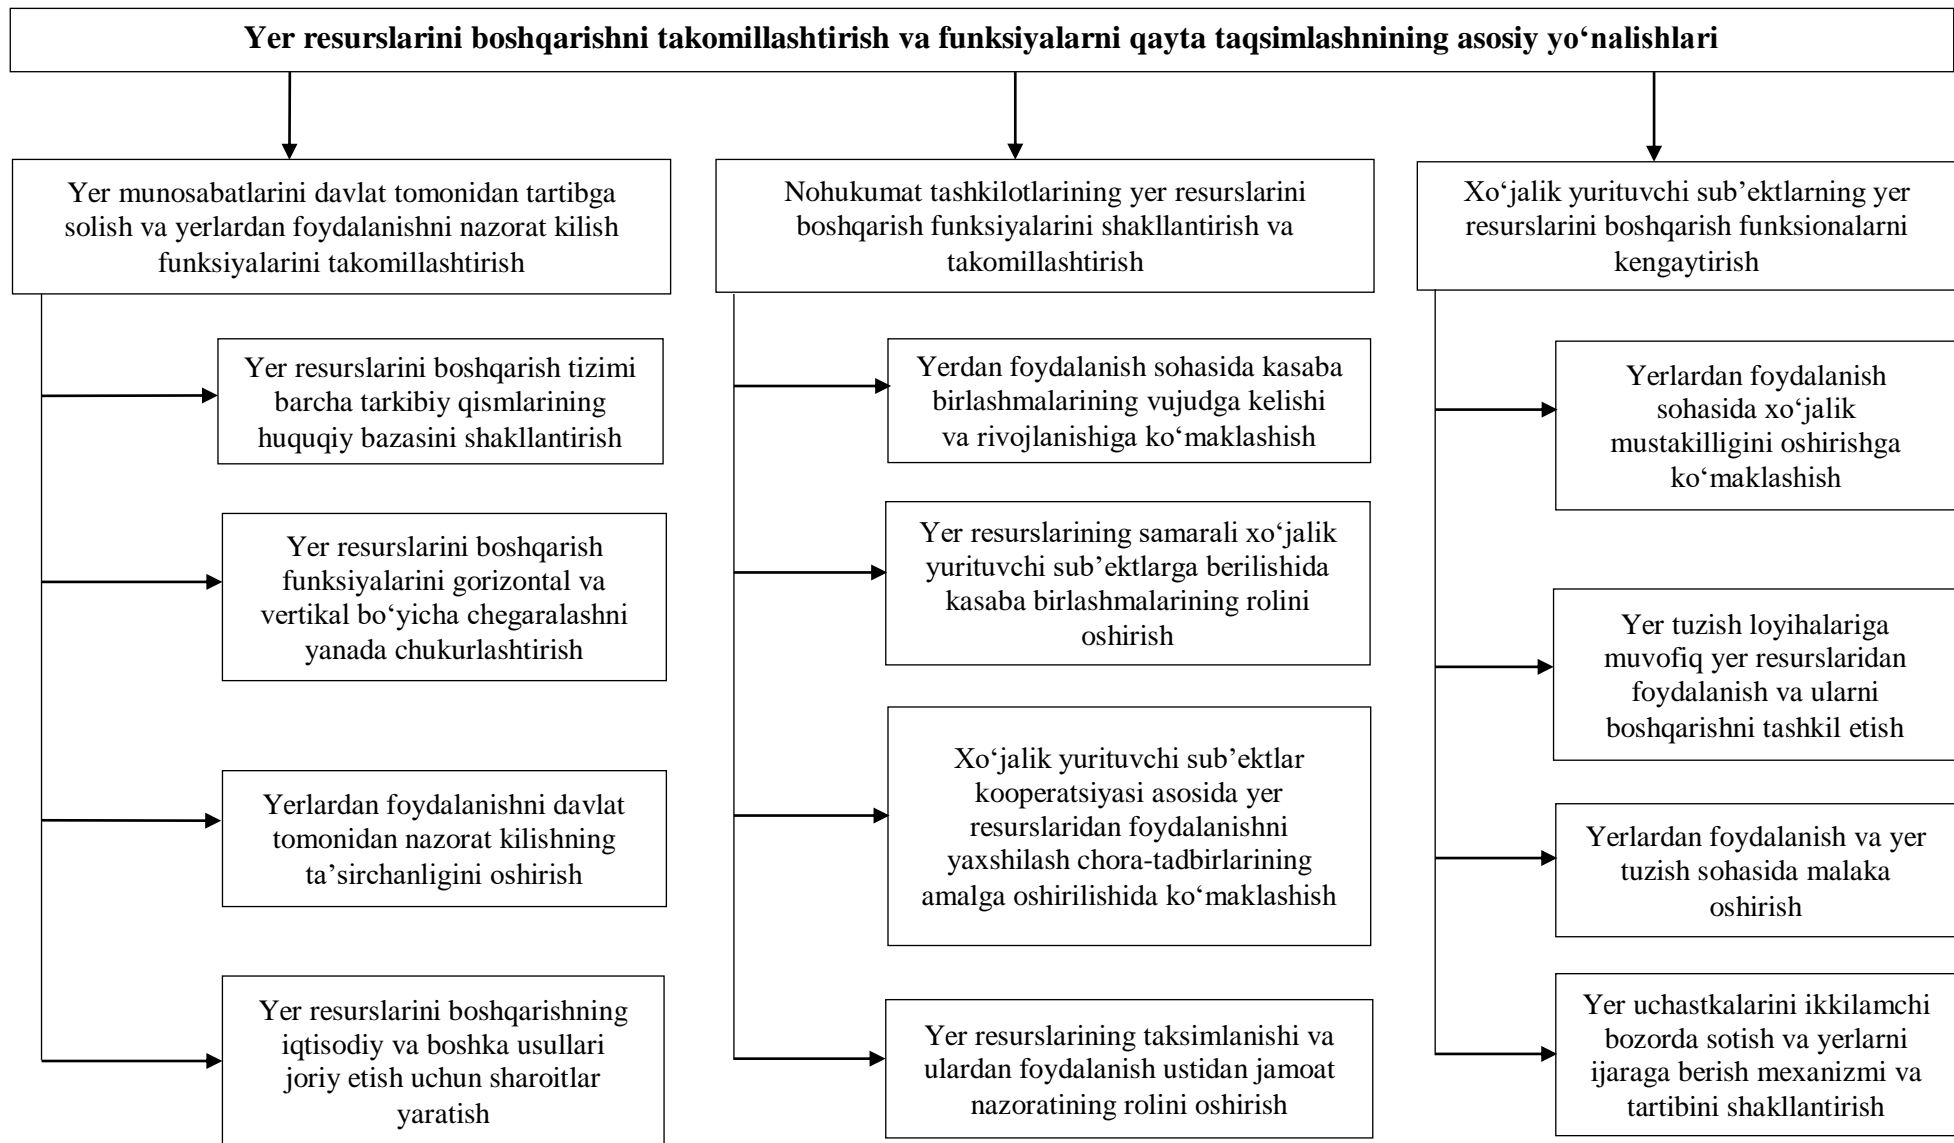 Yer resurslarini boshqarishni takomillashtirish va funksiyalarni qayta taqsimlashnining asosiy yo‘nalishlari
Yer munosabatlarini davlat tomonidan tartibga
solish va yerlardan foydalanishni nazorat kilish
funksiyalarini takomillashtirish
Yer resurslarini boshqarish tizimi
barcha tarkibiy qismlarining
huquqiy bazasini shakllantirish
Yer resurslarini boshqarish
funksiyalarini gorizontal va
vertikal bo‘yicha chegaralashni
yanada chukurlashtirish
Yerlardan foydalanishni davlat
tomonidan nazorat kilishning
ta’sirchanligini oshirish
Yer resurslarini boshqarishning
iqtisodiy va boshka usullari
joriy etish uchun sharoitlar
yaratish
Nohukumat tashkilotlarining yer resurslarini
boshqarish funksiyalarini shakllantirish va
takomillashtirish
Yerdan foydalanish sohasida kasaba
birlashmalarining vujudga kelishi
va rivojlanishiga ko‘maklashish
Yer resurslarining samarali xo‘jalik
yurituvchi sub’ektlarga berilishida
kasaba birlashmalarining rolini
oshirish
Xo‘jalik yurituvchi sub’ektlar
kooperatsiyasi asosida yer
resurslaridan foydalanishni
yaxshilash chora-tadbirlarining
amalga oshirilishida ko‘maklashish
Yer resurslarining taksimlanishi va
ulardan foydalanish ustidan jamoat
nazoratining rolini oshirish
Xo‘jalik yurituvchi sub’ektlarning yer
resurslarini boshqarish funksionalarni
kengaytirish
Yerlardan foydalanish
sohasida xo‘jalik
mustakilligini oshirishga
ko‘maklashish
Yer tuzish loyihalariga
muvofiq yer resurslaridan
foydalanish va ularni
boshqarishni tashkil etish
Yerlardan foydalanish va yer
tuzish sohasida malaka
oshirish
Yer uchastkalarini ikkilamchi
bozorda sotish va yerlarni
ijaraga berish mexanizmi va
tartibini shakllantirish